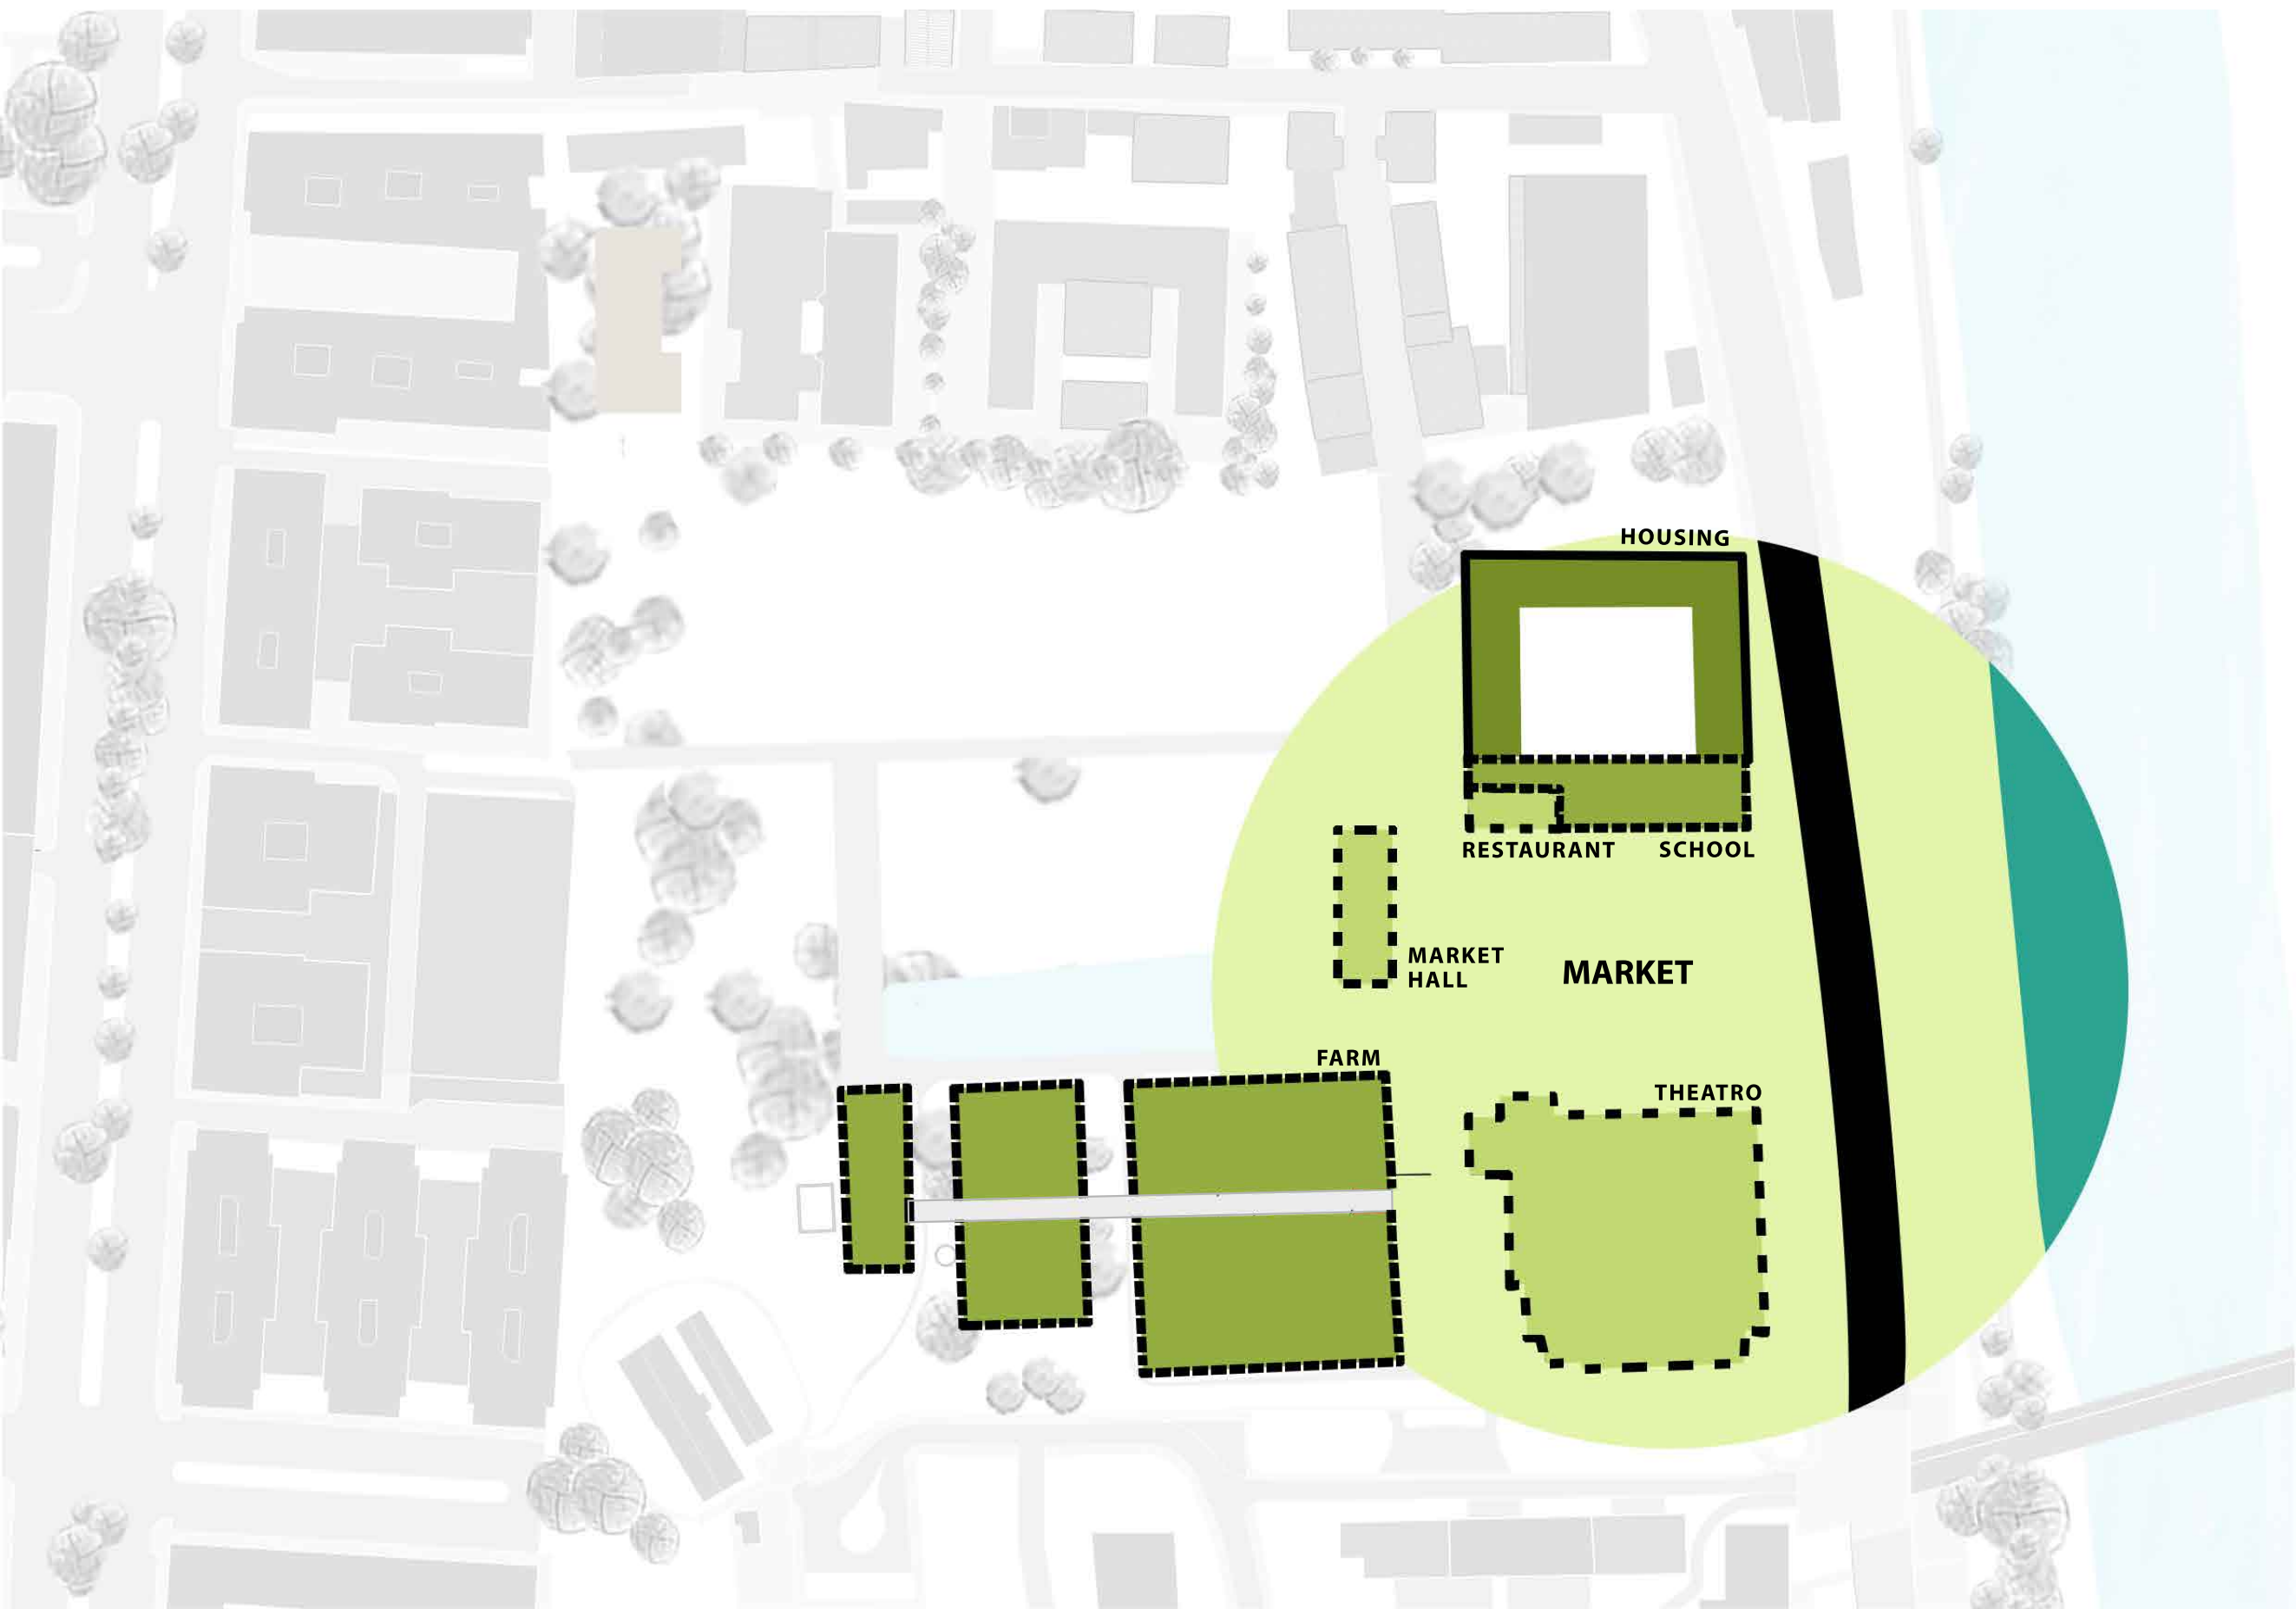 HOUSING
RESTAURANT
SCHOOL
MARKET
HALL
MARKET
FARM
THEATRO